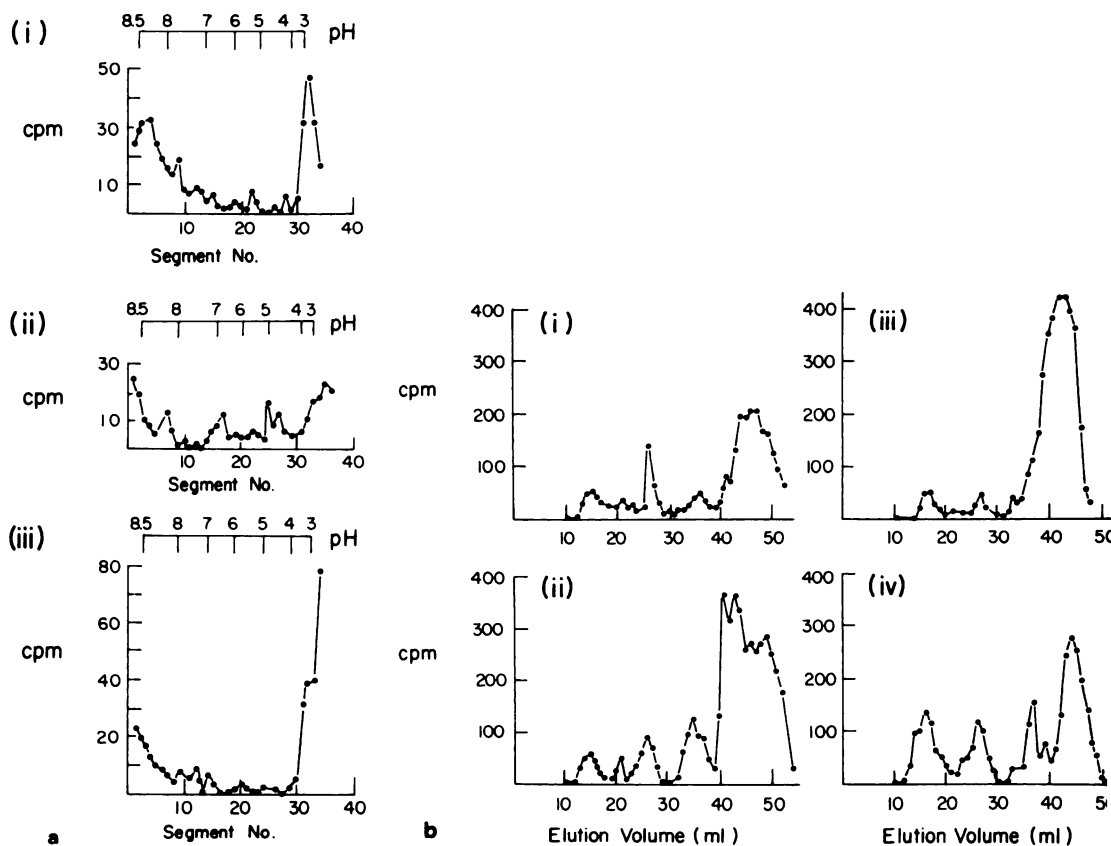 (i)
8.5 8 7 6 5 4 3 pH
50
30
10
cpm
10 20 30 40
Segment No.
(ii)
8.5 8 7 6 5 4 3 pH
30
10
cpm
10 20 30 40
Segment No.
(iii)
8.5 8 7 6 5 4 3 pH
80
60
40
20
cpm
10 20 30 40
Segment No.
a
(i)
400
300
200
100
cpm
10 20 30 40 50
(iii)
400
300
200
100
10 20 30 40 50
(ii)
400
300
200
100
cpm
10 20 30 40 50
Elution Volume (ml)
(iv)
400
300
200
100
10 20 30 40 50
Elution Volume (ml)
b